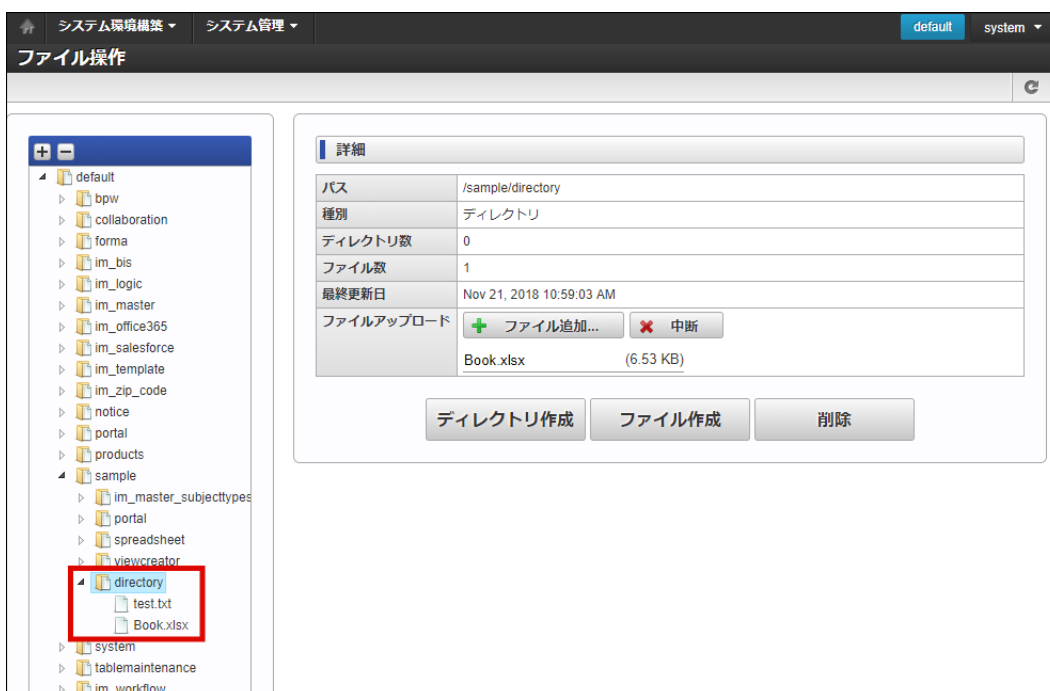 システム環境構築 システム管理 default system
ファイル操作
default
bpw
collaboration
forma
im_bis
im_logic
im_master
im_office365
im_salesforce
im_template
im_zip_code
notice
portal
products
sample
im_master_subjecttypes
portal
spreadsheet
viewcreator
directory
test.txt
Book.xlsx
system
tablemaintenance
im_workflow
詳細
パス /sample/directory
種別 ディレクトリ
ディレクトリ数 0
ファイル数 1
最終更新日 Nov 21, 2018 10:59:03 AM
ファイルアップロード ファイル追加... 中断
Book.xlsx (6.53 KB)
ディレクトリ作成 ファイル作成 削除